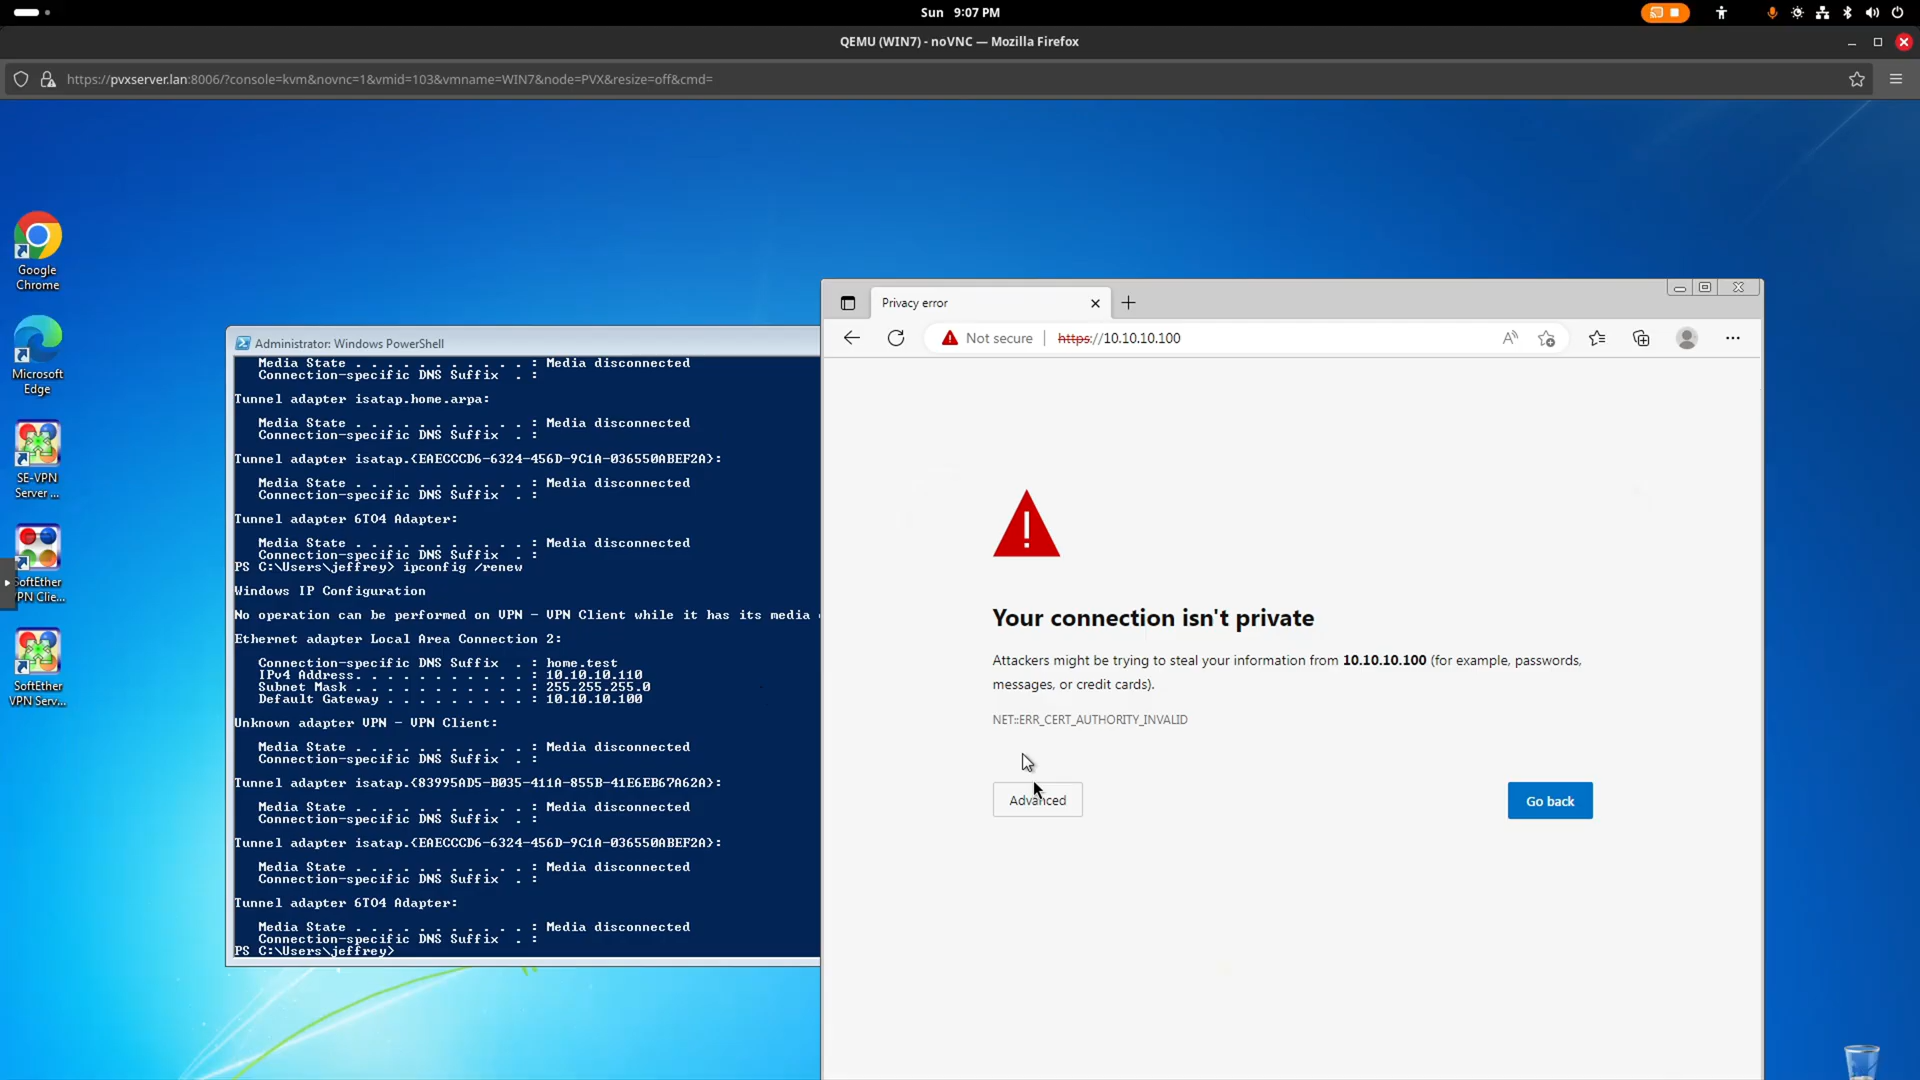 Sun 9:07 PM
QEMU (WIN7) - noVNC — Mozilla Firefox
https://pvxserver.lan:8006/?console=kvm&novnc=1&vmid=103&vmname=WIN7&node=PVX&resize=off&cmd=
Google
Chrome
Microsoft
Edge
SE-VPN
Server ...
SoftEther
VPN Clie...
SoftEther
VPN Serv...
Administrator: Windows PowerShell
Media State . . . . . . . . . . . : Media disconnected
Connection-specific DNS Suffix . :
Tunnel adapter isatap.home.arpa:
Media State . . . . . . . . . . . : Media disconnected
Connection-specific DNS Suffix . :
Tunnel adapter isatap.{EAECCCD6-6324-456D-9C1A-036550ABEF2A}:
Media State . . . . . . . . . . . : Media disconnected
Connection-specific DNS Suffix . :
Tunnel adapter 6TO4 Adapter:
Media State . . . . . . . . . . . : Media disconnected
Connection-specific DNS Suffix . :
PS C:\Users\jeffrey> ipconfig /renew
Windows IP Configuration
No operation can be performed on VPN - VPN Client while it has its media
Ethernet adapter Local Area Connection 2:
Connection-specific DNS Suffix . : home.test
IPv4 Address. . . . . . . . . . . : 10.10.10.110
Subnet Mask . . . . . . . . . . . : 255.255.255.0
Default Gateway . . . . . . . . . : 10.10.10.100
Unknown adapter VPN - VPN Client:
Media State . . . . . . . . . . . : Media disconnected
Connection-specific DNS Suffix . :
Tunnel adapter isatap.{83995AD5-B035-411A-855B-41E6EB67A62A}:
Media State . . . . . . . . . . . : Media disconnected
Connection-specific DNS Suffix . :
Tunnel adapter isatap.{EAECCCD6-6324-456D-9C1A-036550ABEF2A}:
Media State . . . . . . . . . . . : Media disconnected
Connection-specific DNS Suffix . :
Tunnel adapter 6TO4 Adapter:
Media State . . . . . . . . . . . : Media disconnected
Connection-specific DNS Suffix . :
PS C:\Users\jeffrey>
Privacy error
Not secure | https://10.10.10.100
Your connection isn't private
Attackers might be trying to steal your information from 10.10.10.100 (for example, passwords,
messages, or credit cards).
NET::ERR_CERT_AUTHORITY_INVALID
Advanced
Go back